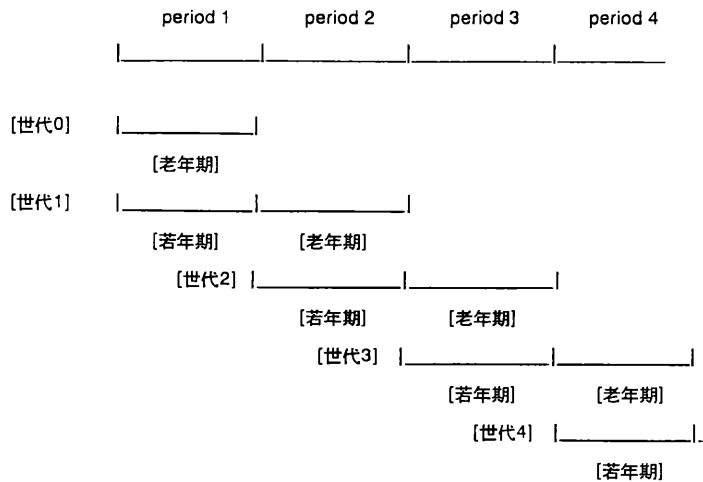 period 1 period 2 period 3 period 4
[世代0]
[老年期]
[世代1]
[若年期] [老年期]
[世代2]
[若年期] [老年期]
[世代3]
[若年期] [老年期]
[世代4]
[若年期]